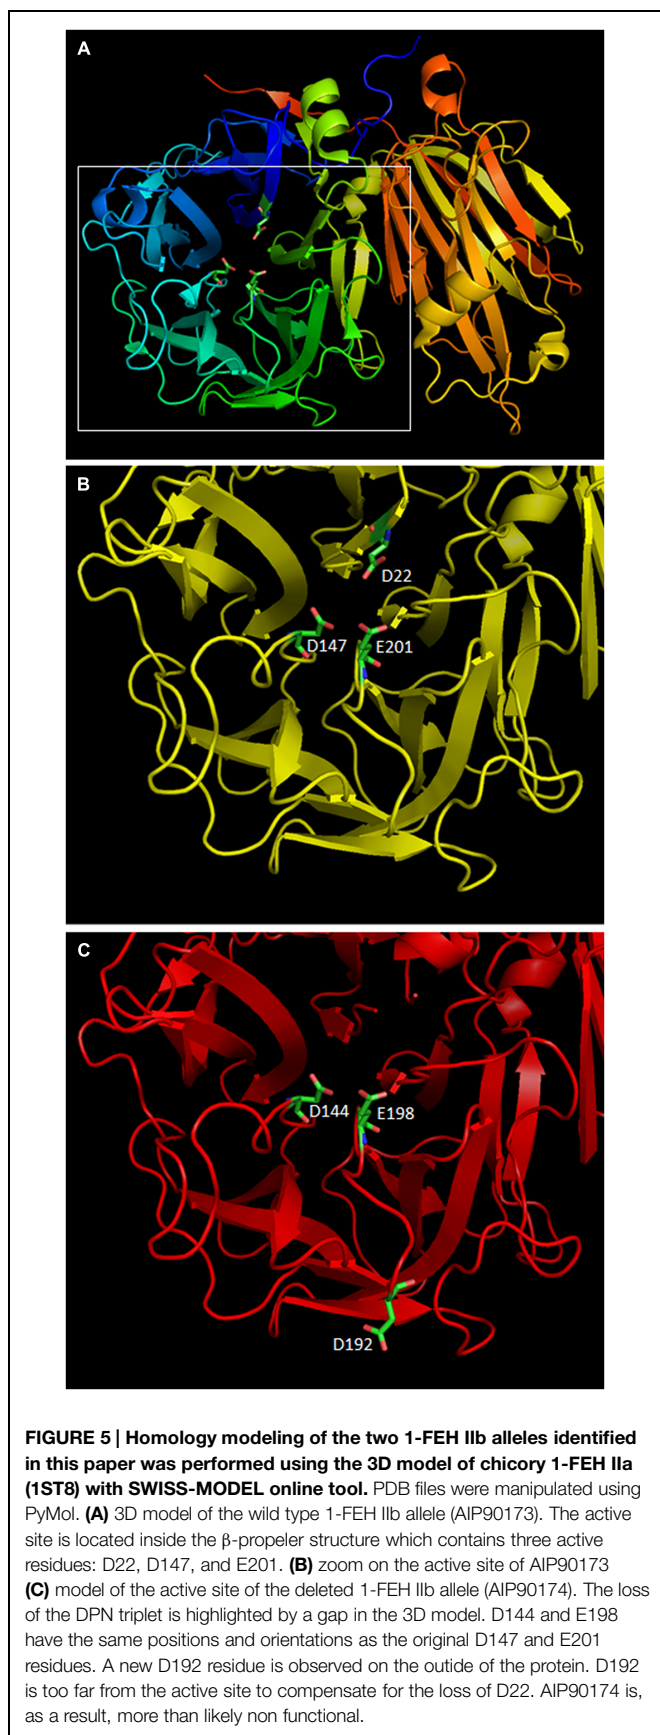 A
B
D22
D147
E201
C
D144
E198
D192
FIGURE 5 | Homology modeling of the two 1-FEH IIb alleles identified
in this paper was performed using the 3D model of chicory 1-FEH IIa
(1ST8) with SWISS-MODEL online tool. PDB files were manipulated using
PyMol. (A) 3D model of the wild type 1-FEH IIb allele (AIP90173). The active
site is located inside the β-propeler structure which contains three active
residues: D22, D147, and E201. (B) zoom on the active site of AIP90173
(C) model of the active site of the deleted 1-FEH IIb allele (AIP90174). The loss
of the DPN triplet is highlighted by a gap in the 3D model. D144 and E198
have the same positions and orientations as the original D147 and E201
residues. A new D192 residue is observed on the outide of the protein. D192
is too far from the active site to compensate for the loss of D22. AIP90174 is,
as a result, more than likely non functional.